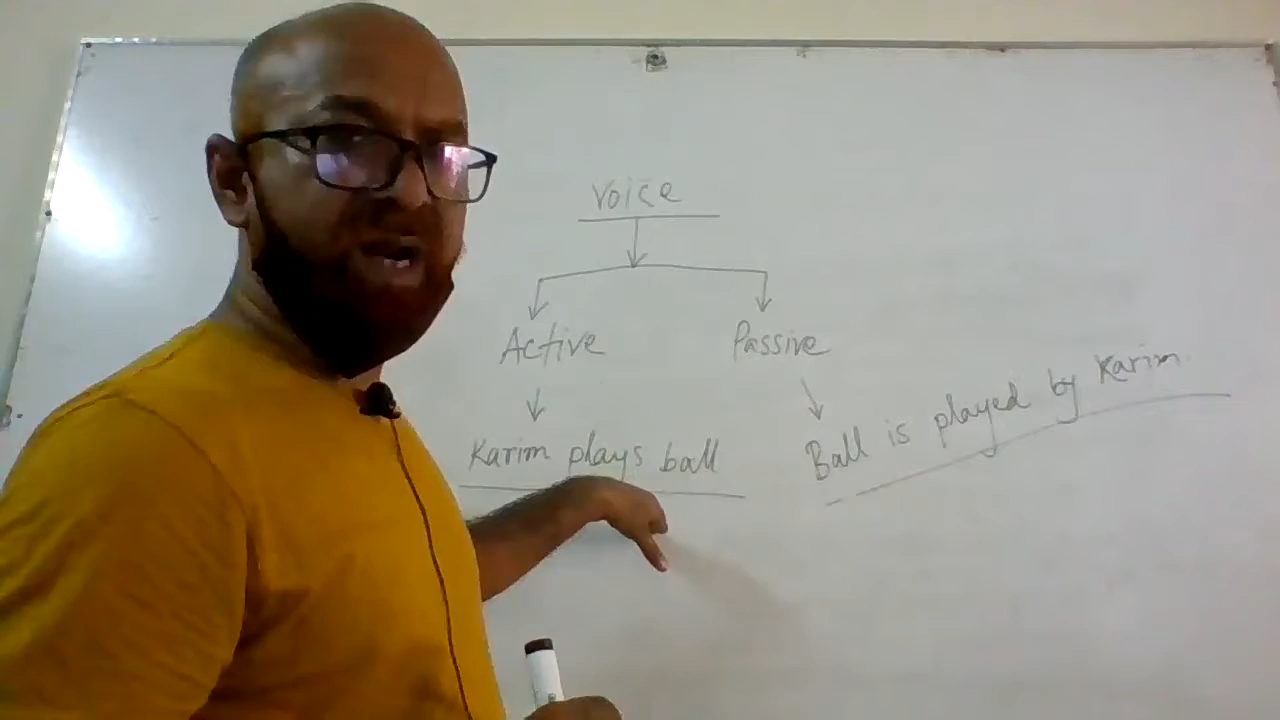 Voice
Active
Passive
Karim plays ball
Ball is played by Karim